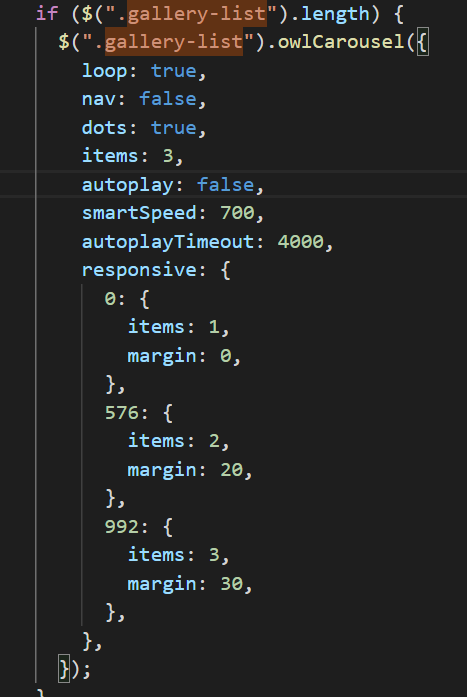 if ($(".gallery-list").length) {
$(".gallery-list").owlCarousel({
loop: true,
nav: false,
dots: true,
items: 3,
autoplay: false,
smartSpeed: 700,
autoplayTimeout: 4000,
responsive: {
0: {
items: 1,
margin: 0,
},
576: {
items: 2,
margin: 20,
},
992: {
items: 3,
margin: 30,
},
},
});
}